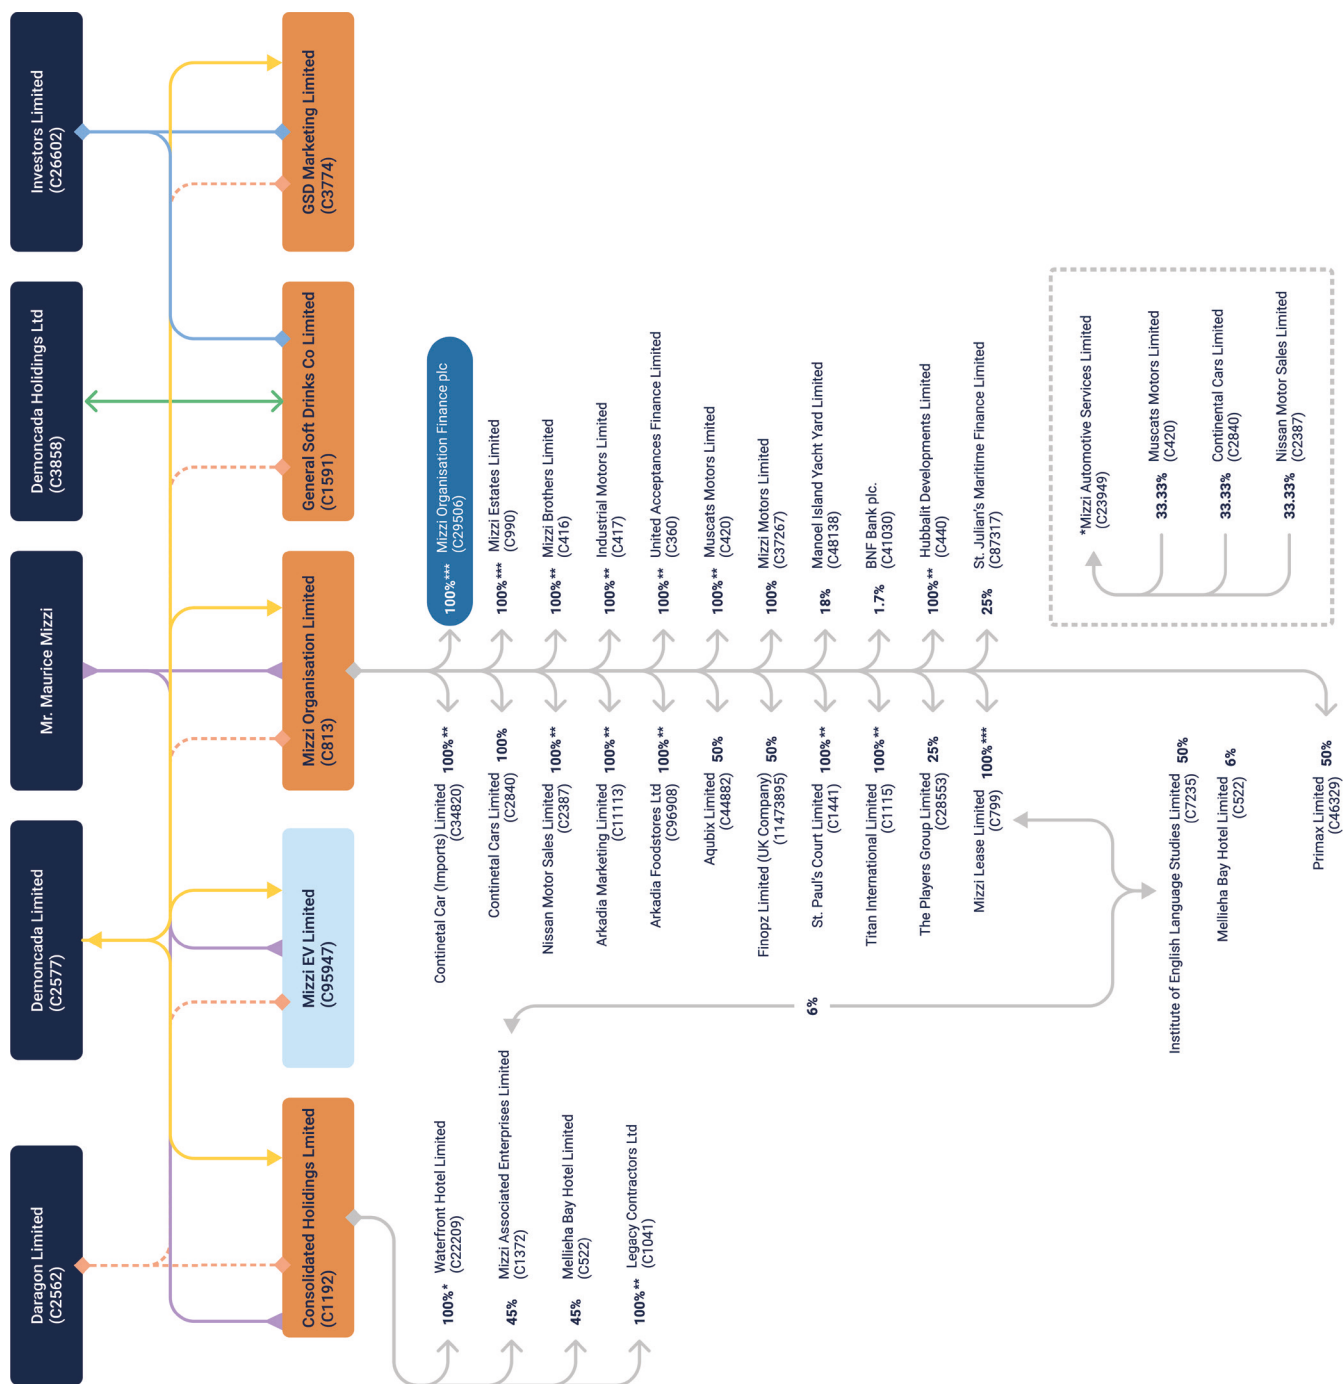 Daragon Limited
(C2562)
Demoncada Limited
(C2577)
Mr. Maurice Mizzi
Demoncada Holidings Ltd
(C3858)
Investors Limited
(C26602)
Consolidated Holidings Lmited
(C1192)
Mizzi EV Limited
(C95947)
Mizzi Organisation Limited
(C813)
General Soft Drinks Co Limited
(C1591)
GSD Marketing Limited
(C3774)
100%* Waterfront Hotel Limited
(C22209)
45% Mizzi Associated Enterprises Limited
(C1372)
45% Mellieha Bay Hotel Limited
(C522)
100%** Legacy Contractors Ltd
(C1041)
Continetal Car (Imports) Limited 100%**
(C34820)
Continetal Cars Limited 100%
(C2840)
Nissan Motor Sales Limited 100%**
(C2387)
Arkadia Marketing Limited 100%**
(C11113)
Arkadia Foodstores Ltd 100%**
(C96908)
Aqubix Limited 50%
(C44882)
Finopz Limited (UK Company) 50%
(11473895)
St. Paul's Court Limited 100%**
(C1441)
Titan International Limited 100%**
(C1115)
The Players Group Limited 25%
(C28553)
Mizzi Lease Limited 100%***
(C799)
6%
Institute of English Language Studies Limited 50%
(C7235)
Mellieha Bay Hotel Limited 6%
(C522)
Primax Limited 50%
(C46329)
100%*** Mizzi Organisation Finance plc
(C29506)
100%*** Mizzi Estates Limited
(C990)
100%** Mizzi Brothers Limited
(C416)
100%** Industrial Motors Limited
(C417)
100%** United Acceptances Finance Limited
(C360)
100%** Muscats Motors Limited
(C420)
100% Mizzi Motors Limited
(C37267)
18% Manoel Island Yacht Yard Limited
(C48138)
1.7% BNF Bank plc.
(C41030)
100%** Hubbalit Developments Limited
(C440)
25% St. Julian's Maritime Finance Limited
(C87317)
*Mizzi Automotive Services Limited
(C23949)
33.33% Muscats Motors Limited
(C420)
33.33% Continental Cars Limited
(C2840)
33.33% Nissan Motor Sales Limited
(C2387)